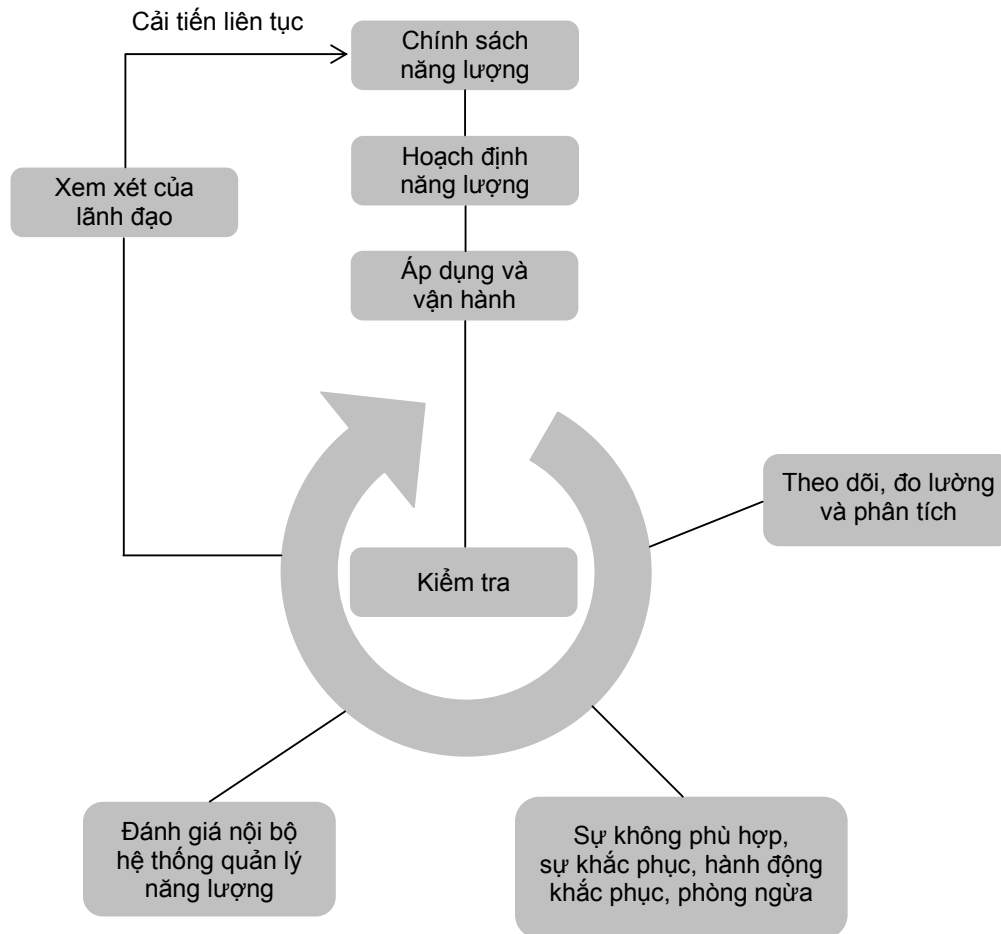 Cải tiến liên tục
Chính sách
năng lượng
Hoạch định
năng lượng
Xem xét của
lãnh đạo
Áp dụng và
vận hành
Theo dõi, đo lường
và phân tích
Kiểm tra
Đánh giá nội bộ
hệ thống quản lý
năng lượng
Sự không phù hợp,
sự khắc phục, hành động
khắc phục, phòng ngừa